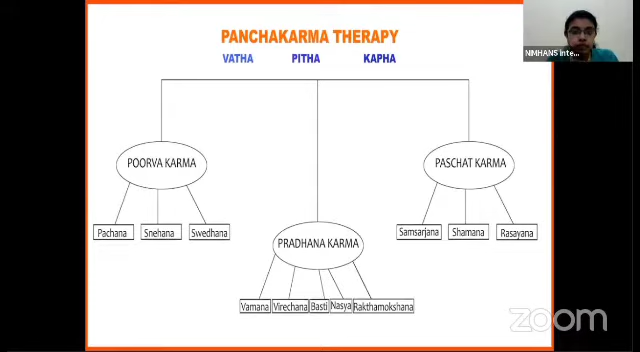 PANCHAKARMA THERAPY
VATHA PITHA KAPHA
NIMHANS Inte...
POORVA KARMA
PASCHAT KARMA
Pachana Snehana Swedhana
Samsarjana Shamana Rasayana
PRADHANA KARMA
Vamana Virechana Basti Nasya Rakthamokshana
zoom